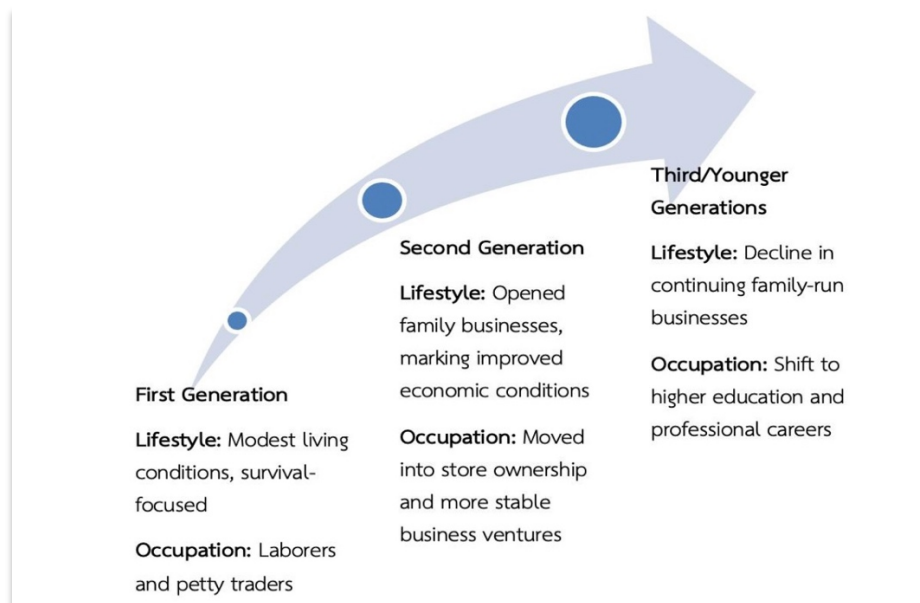 First Generation
Lifestyle: Modest living
conditions, survival-
focused
Occupation: Laborers
and petty traders
Second Generation
Lifestyle: Opened
family businesses,
marking improved
economic conditions
Occupation: Moved
into store ownership
and more stable
business ventures
Third/Younger
Generations
Lifestyle: Decline in
continuing family-run
businesses
Occupation: Shift to
higher education and
professional careers